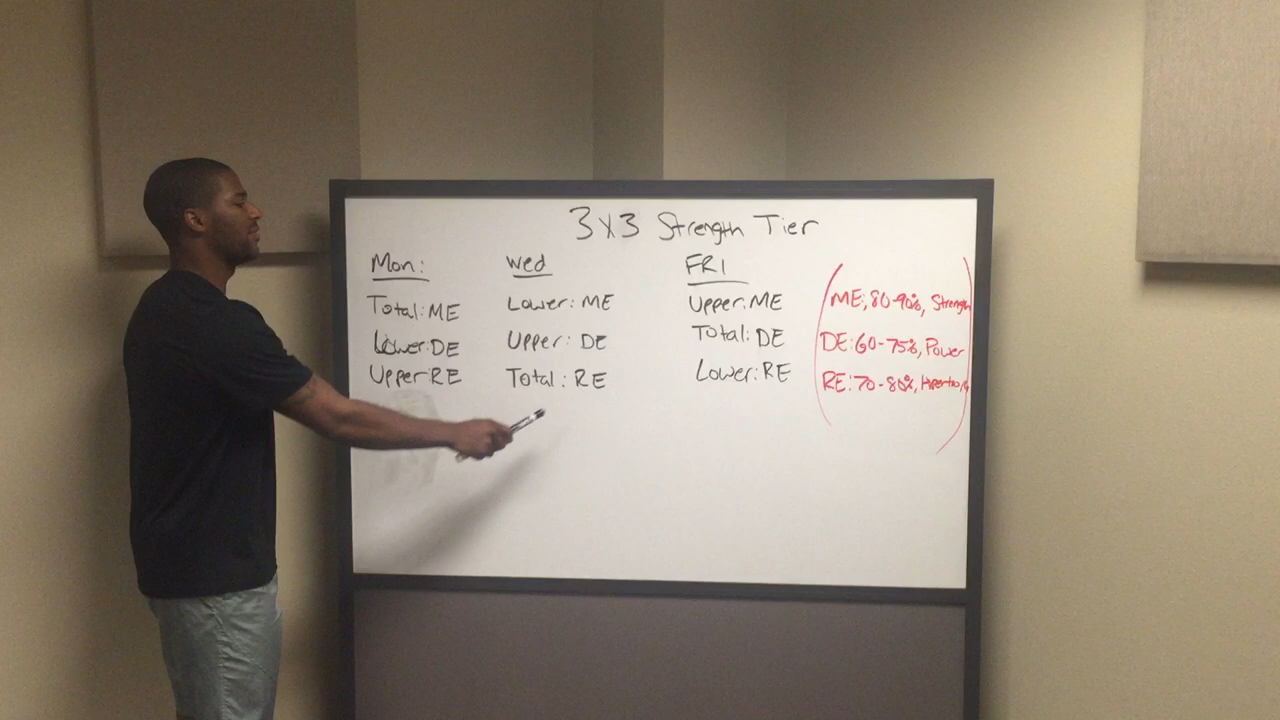 3x3 Strength Tier
Mon:
Total: ME
Lower: DE
Upper: RE
Wed
Lower: ME
Upper: DE
Total: RE
FRI
Upper: ME
Total: DE
Lower: RE
ME; 80-90%, Strength
DE: 60-75%, Power
RE: 70-80%,